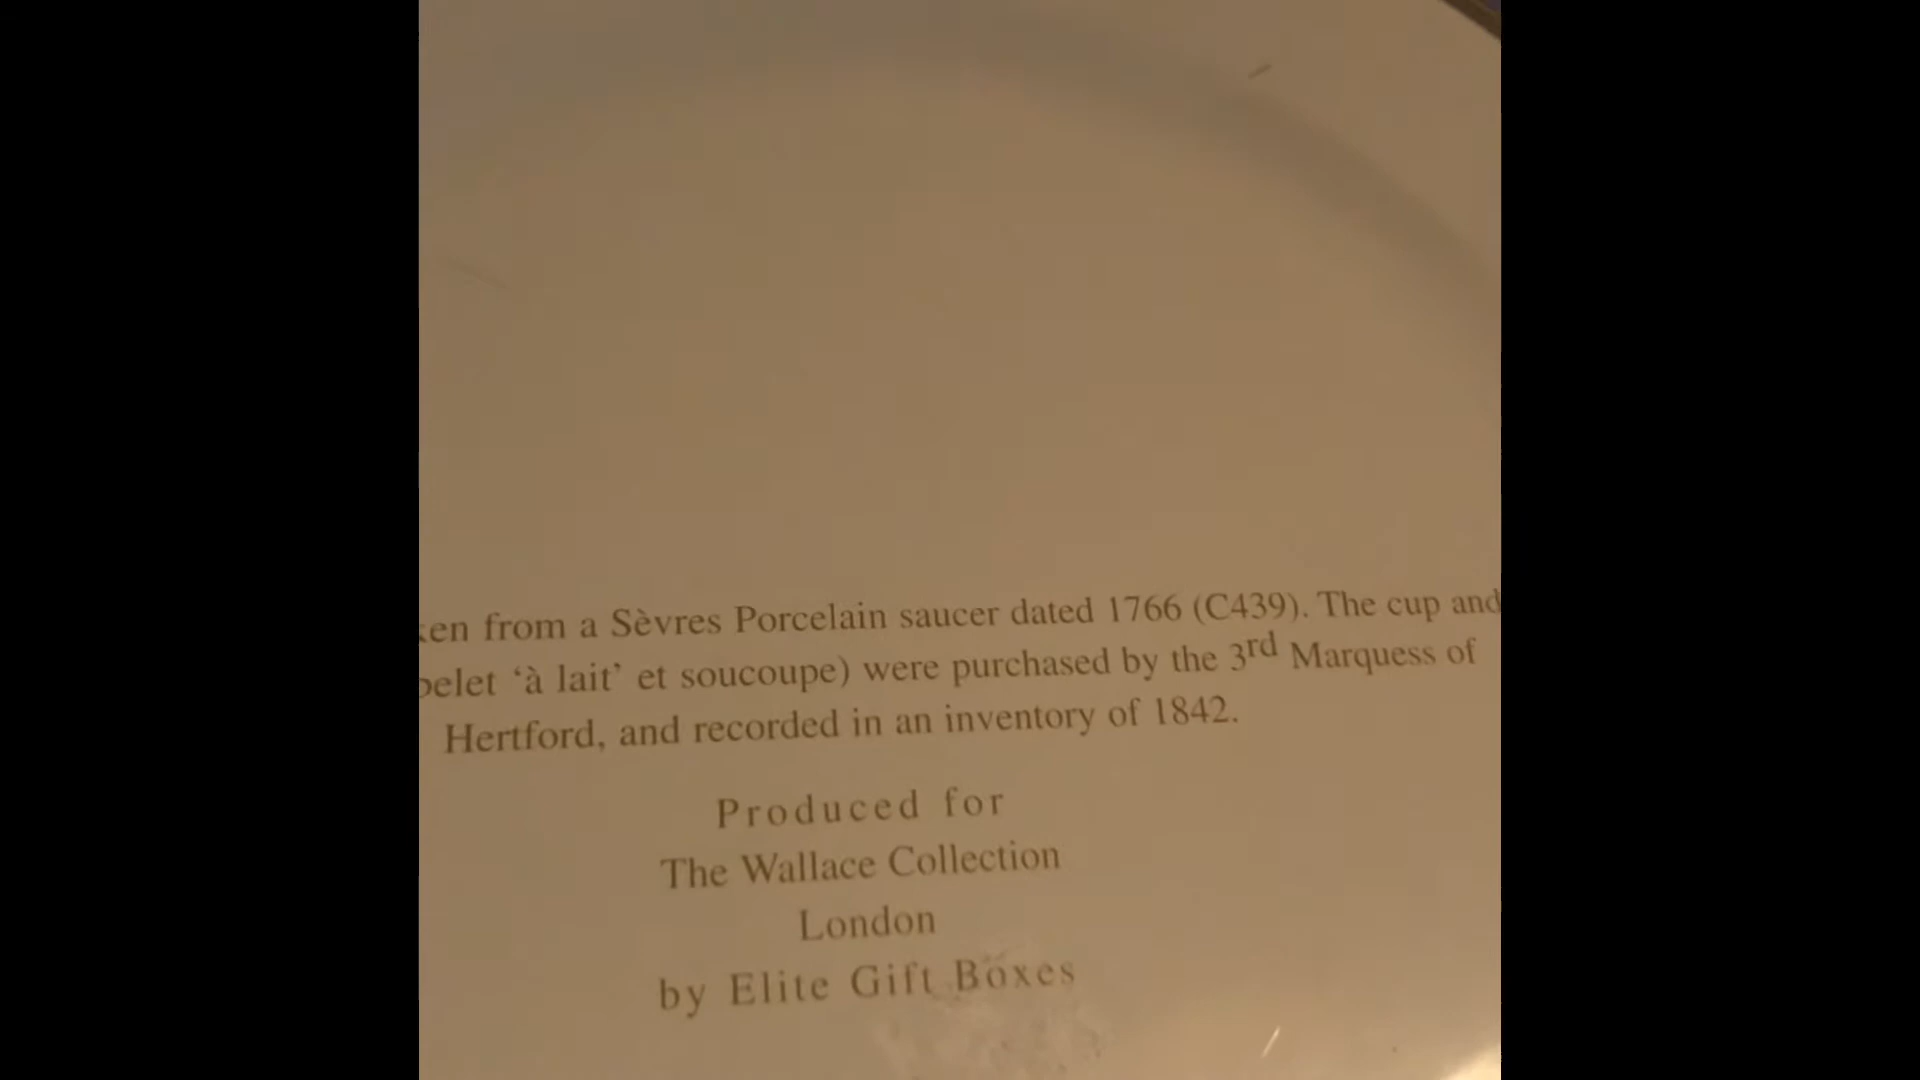 en from a Sèvres Porcelain saucer dated 1766 (C439). The cup and
elet ‘à lait’ et soucoupe) were purchased by the 3rd Marquess of
Hertford, and recorded in an inventory of 1842.
Produced for
The Wallace Collection
London
by Elite Gift Boxes